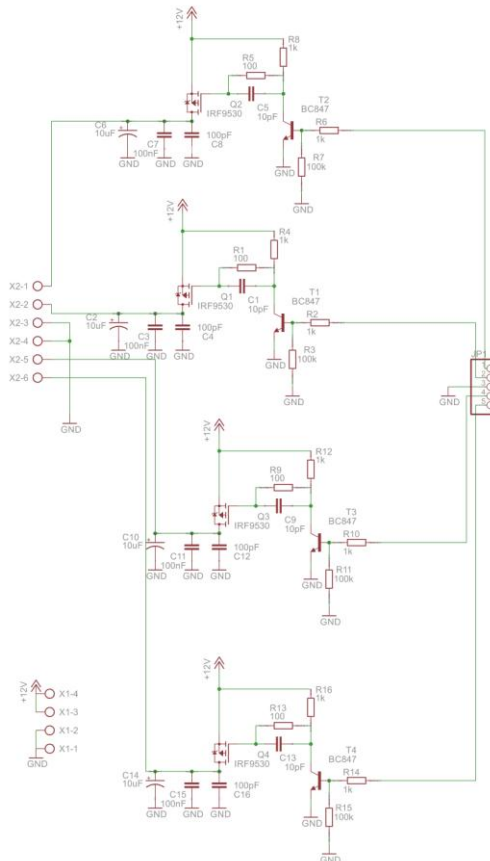 +12V
R8
1k
R5
100
Q2
IRF9530
C5
10pF
T2
BC847
R6
1k
R7
100k
GND
GND
C6
10uF
C7
100nF
100pF
C8
GND
GND
GND
+12V
R4
1k
R1
100
Q1
IRF9530
C1
10pF
T1
BC847
R2
1k
R3
100k
GND
GND
X2-1
X2-2
X2-3
X2-4
X2-5
X2-6
C2
10uF
C3
100nF
100pF
C4
GND
GND
GND
GND
JP1
1
2
3
4
5
GND
+12V
R12
1k
R9
100
Q3
IRF9530
C9
10pF
T3
BC847
R10
1k
R11
100k
GND
GND
C10
10uF
C11
100nF
100pF
C12
GND
GND
GND
+12V
X1-4
X1-3
X1-2
X1-1
GND
+12V
R16
1k
R13
100
Q4
IRF9530
C13
10pF
T4
BC847
R14
1k
R15
100k
GND
GND
C14
10uF
C15
100nF
100pF
C16
GND
GND
GND